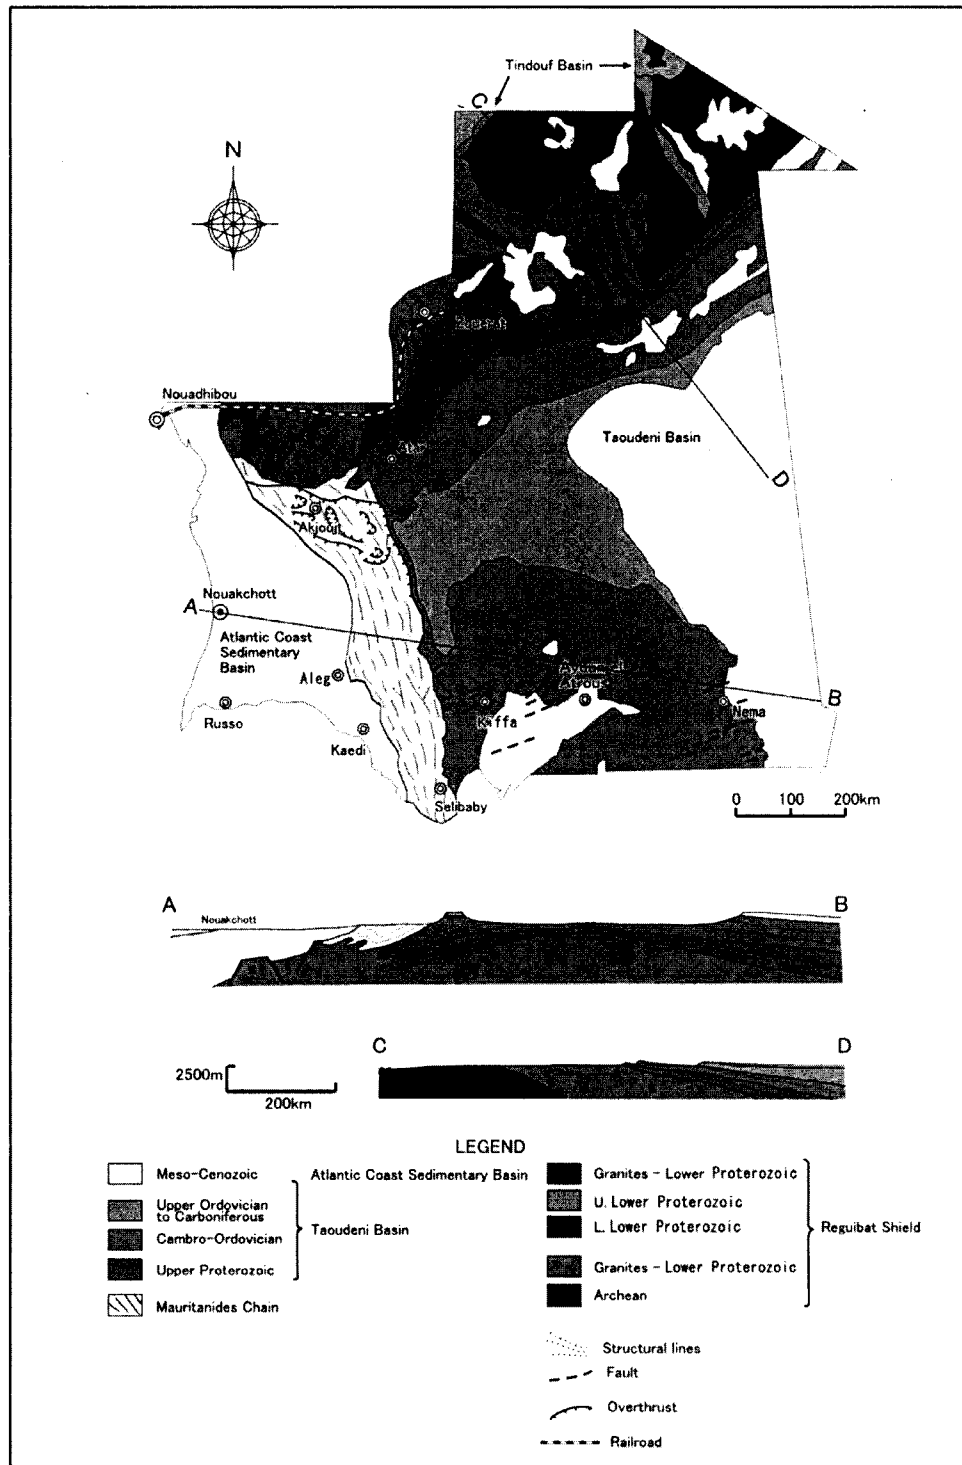 Tindouf Basin
C
N
Nouadhibou
Taoudeni Basin
D
Akjoujt
Nouakchott
A
Atlantic Coast
Sedimentary
Basin
Aleg
Kiffa
Nema
B
Russo
Kaedi
Selibaby
0 100 200km
A
B
Nouakchott
C
D
2500m
200km
LEGEND
Meso-Cenozoic
Atlantic Coast Sedimentary Basin
Upper Ordovician
to Carboniferous
Cambro-Ordovician
Upper Proterozoic
Taoudeni Basin
Mauritanides Chain
Granites - Lower Proterozoic
U. Lower Proterozoic
L. Lower Proterozoic
Granites - Lower Proterozoic
Archean
Reguibat Shield
Structural lines
Fault
Overthrust
Railroad